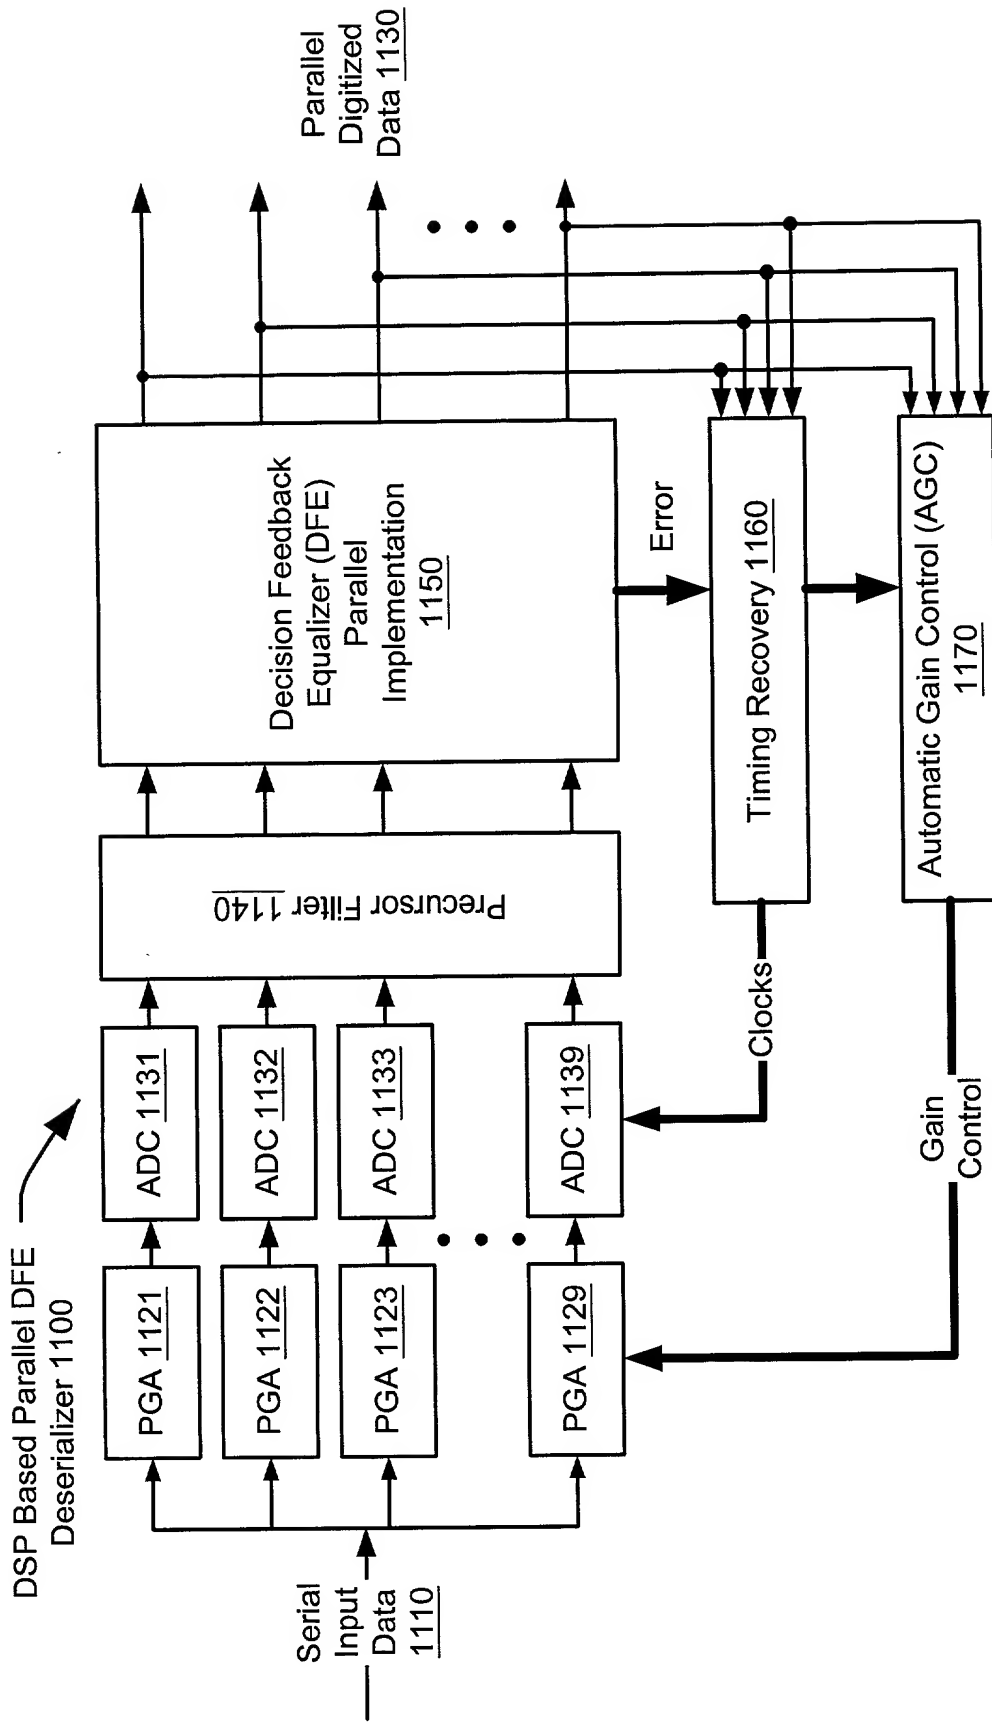 DSP Based Parallel DFE
Deserializer 1100
Serial
Input
Data
1110
PGA 1121
PGA 1122
PGA 1123
PGA 1129
ADC 1131
ADC 1132
ADC 1133
ADC 1139
Precursor Filter 1140
Decision Feedback
Equalizer (DFE)
Parallel
Implementation
1150
Parallel
Digitized
Data 1130
Error
Timing Recovery 1160
Clocks
Automatic Gain Control (AGC)
1170
Gain
Control